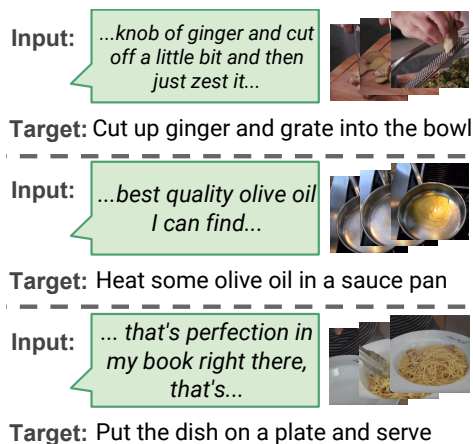 Input:
...knob of ginger and cut
off a little bit and then
just zest it...
Target: Cut up ginger and grate into the bowl
Input:
...best quality olive oil
I can find...
Target: Heat some olive oil in a sauce pan
Input:
... that's perfection in
my book right there,
that's...
Target: Put the dish on a plate and serve